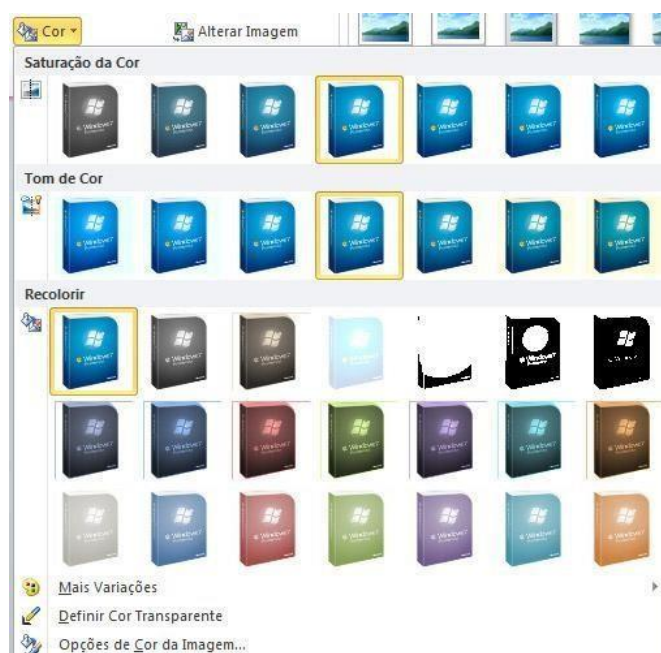 Cor
Alterar Imagem
Saturação da Cor
Tom de Cor
Recolorir
Mais Variações
Definir Cor Transparente
Opções de Cor da Imagem...